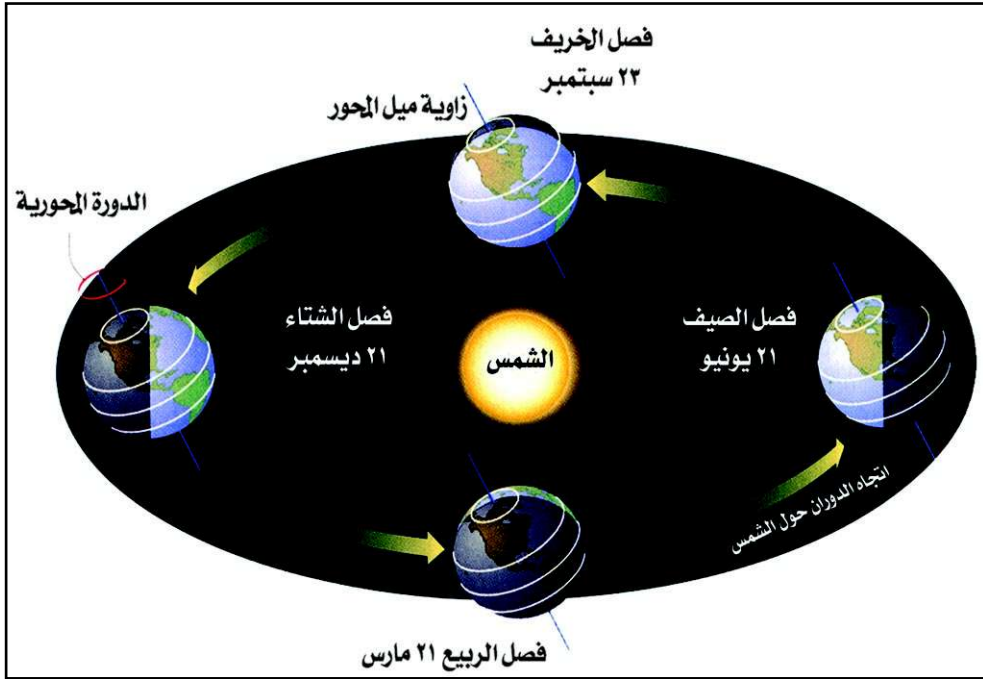 فصل الخريف
٢٣ سبتمبر
زاوية ميل المحور
الدورة المحورية
فصل الشتاء
٢١ ديسمبر
الشمس
فصل الصيف
٢١ يونيو
اتجاه الدوران حول الشمس
فصل الربيع ٢١ مارس